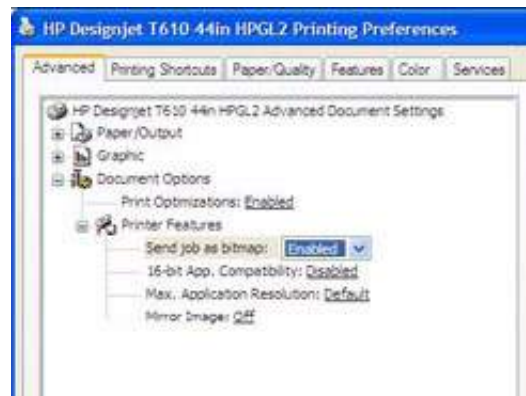 HP Designjet T610 44in HPGL2 Printing Preferences
Advanced Printing Shortcuts Paper/Quality Features Color Services
HP Designjet T610 44in HPGL2 Advanced Document Settings
Paper/Output
Graphic
Document Options
Print Optimizations: Enabled
Printer Features
Send job as bitmap: Enabled
16-bit App. Compatibility: Disabled
Max. Application Resolution: Default
Mirror Image: Off